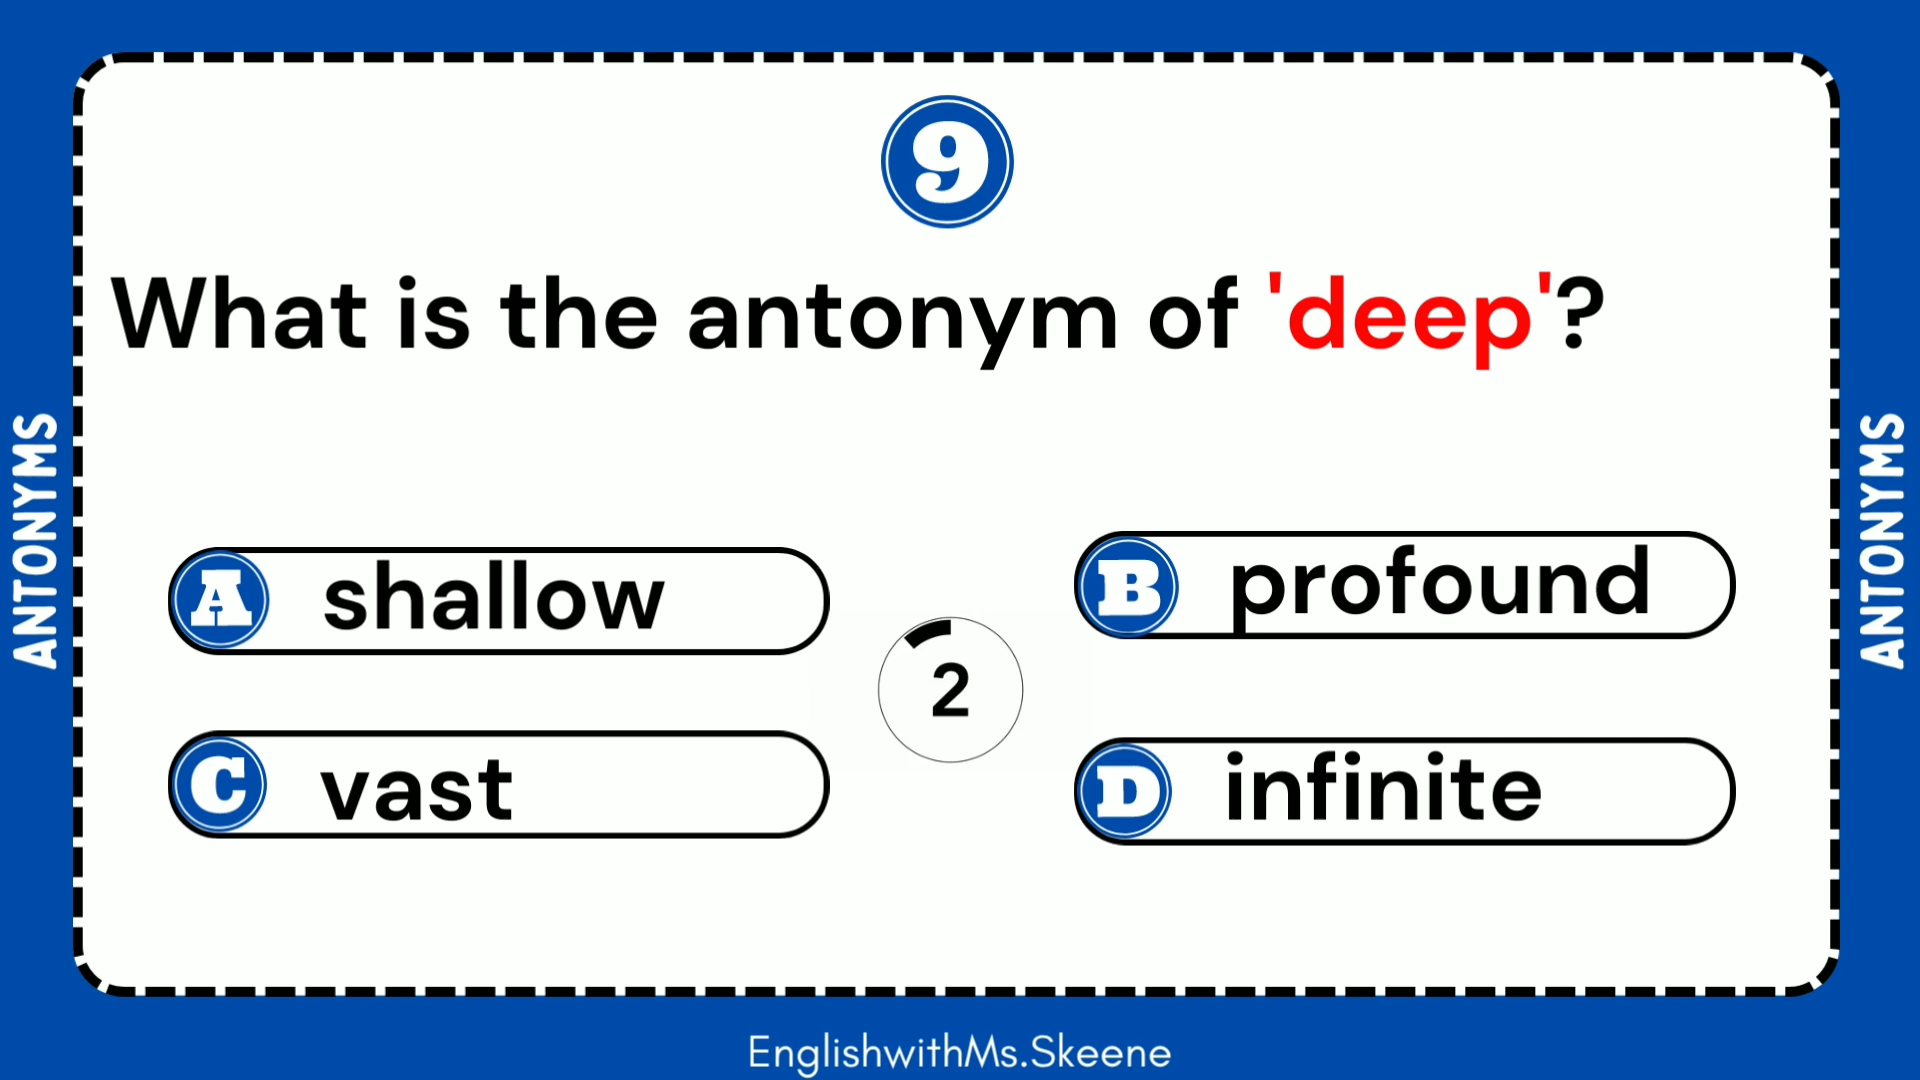 9
What is the antonym of 'deep'?
ANTONYMS
ANTONYMS
A shallow
B profound
2
C vast
D infinite
EnglishwithMs.Skeene